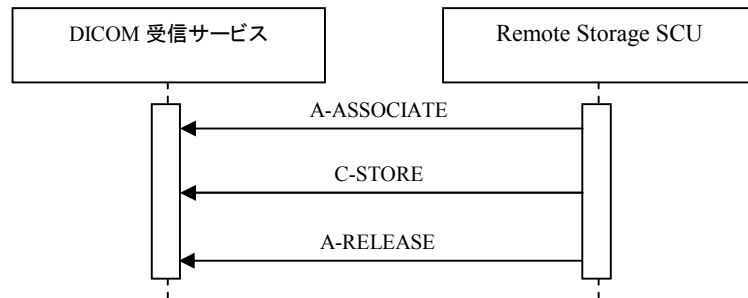 DICOM 受信サービス
Remote Storage SCU
A-ASSOCIATE
C-STORE
A-RELEASE